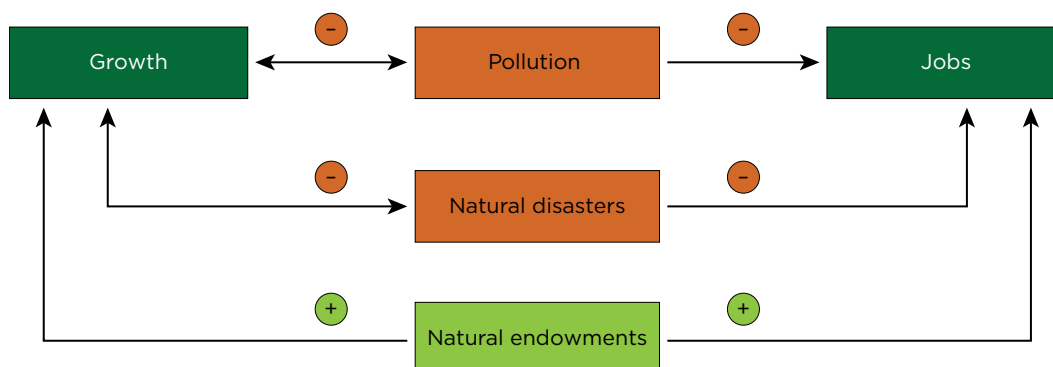 −
−
Growth
Pollution
Jobs
−
−
Natural disasters
+
+
Natural endowments